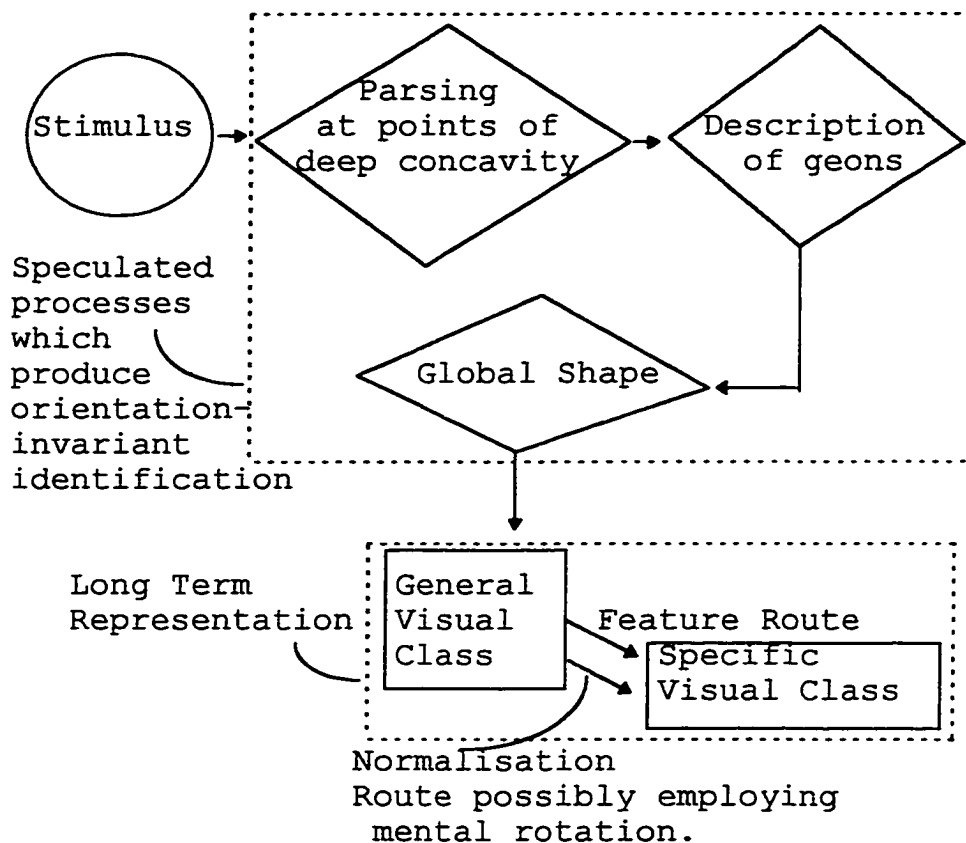 Stimulus
Parsing
at points of
deep concavity
Description
of geons
Speculated
processes
which
produce
orientation-
invariant
identification
Global Shape
Long Term
Representation
General
Visual
Class
Feature Route
Specific
Visual Class
Normalisation
Route possibly employing
mental rotation.